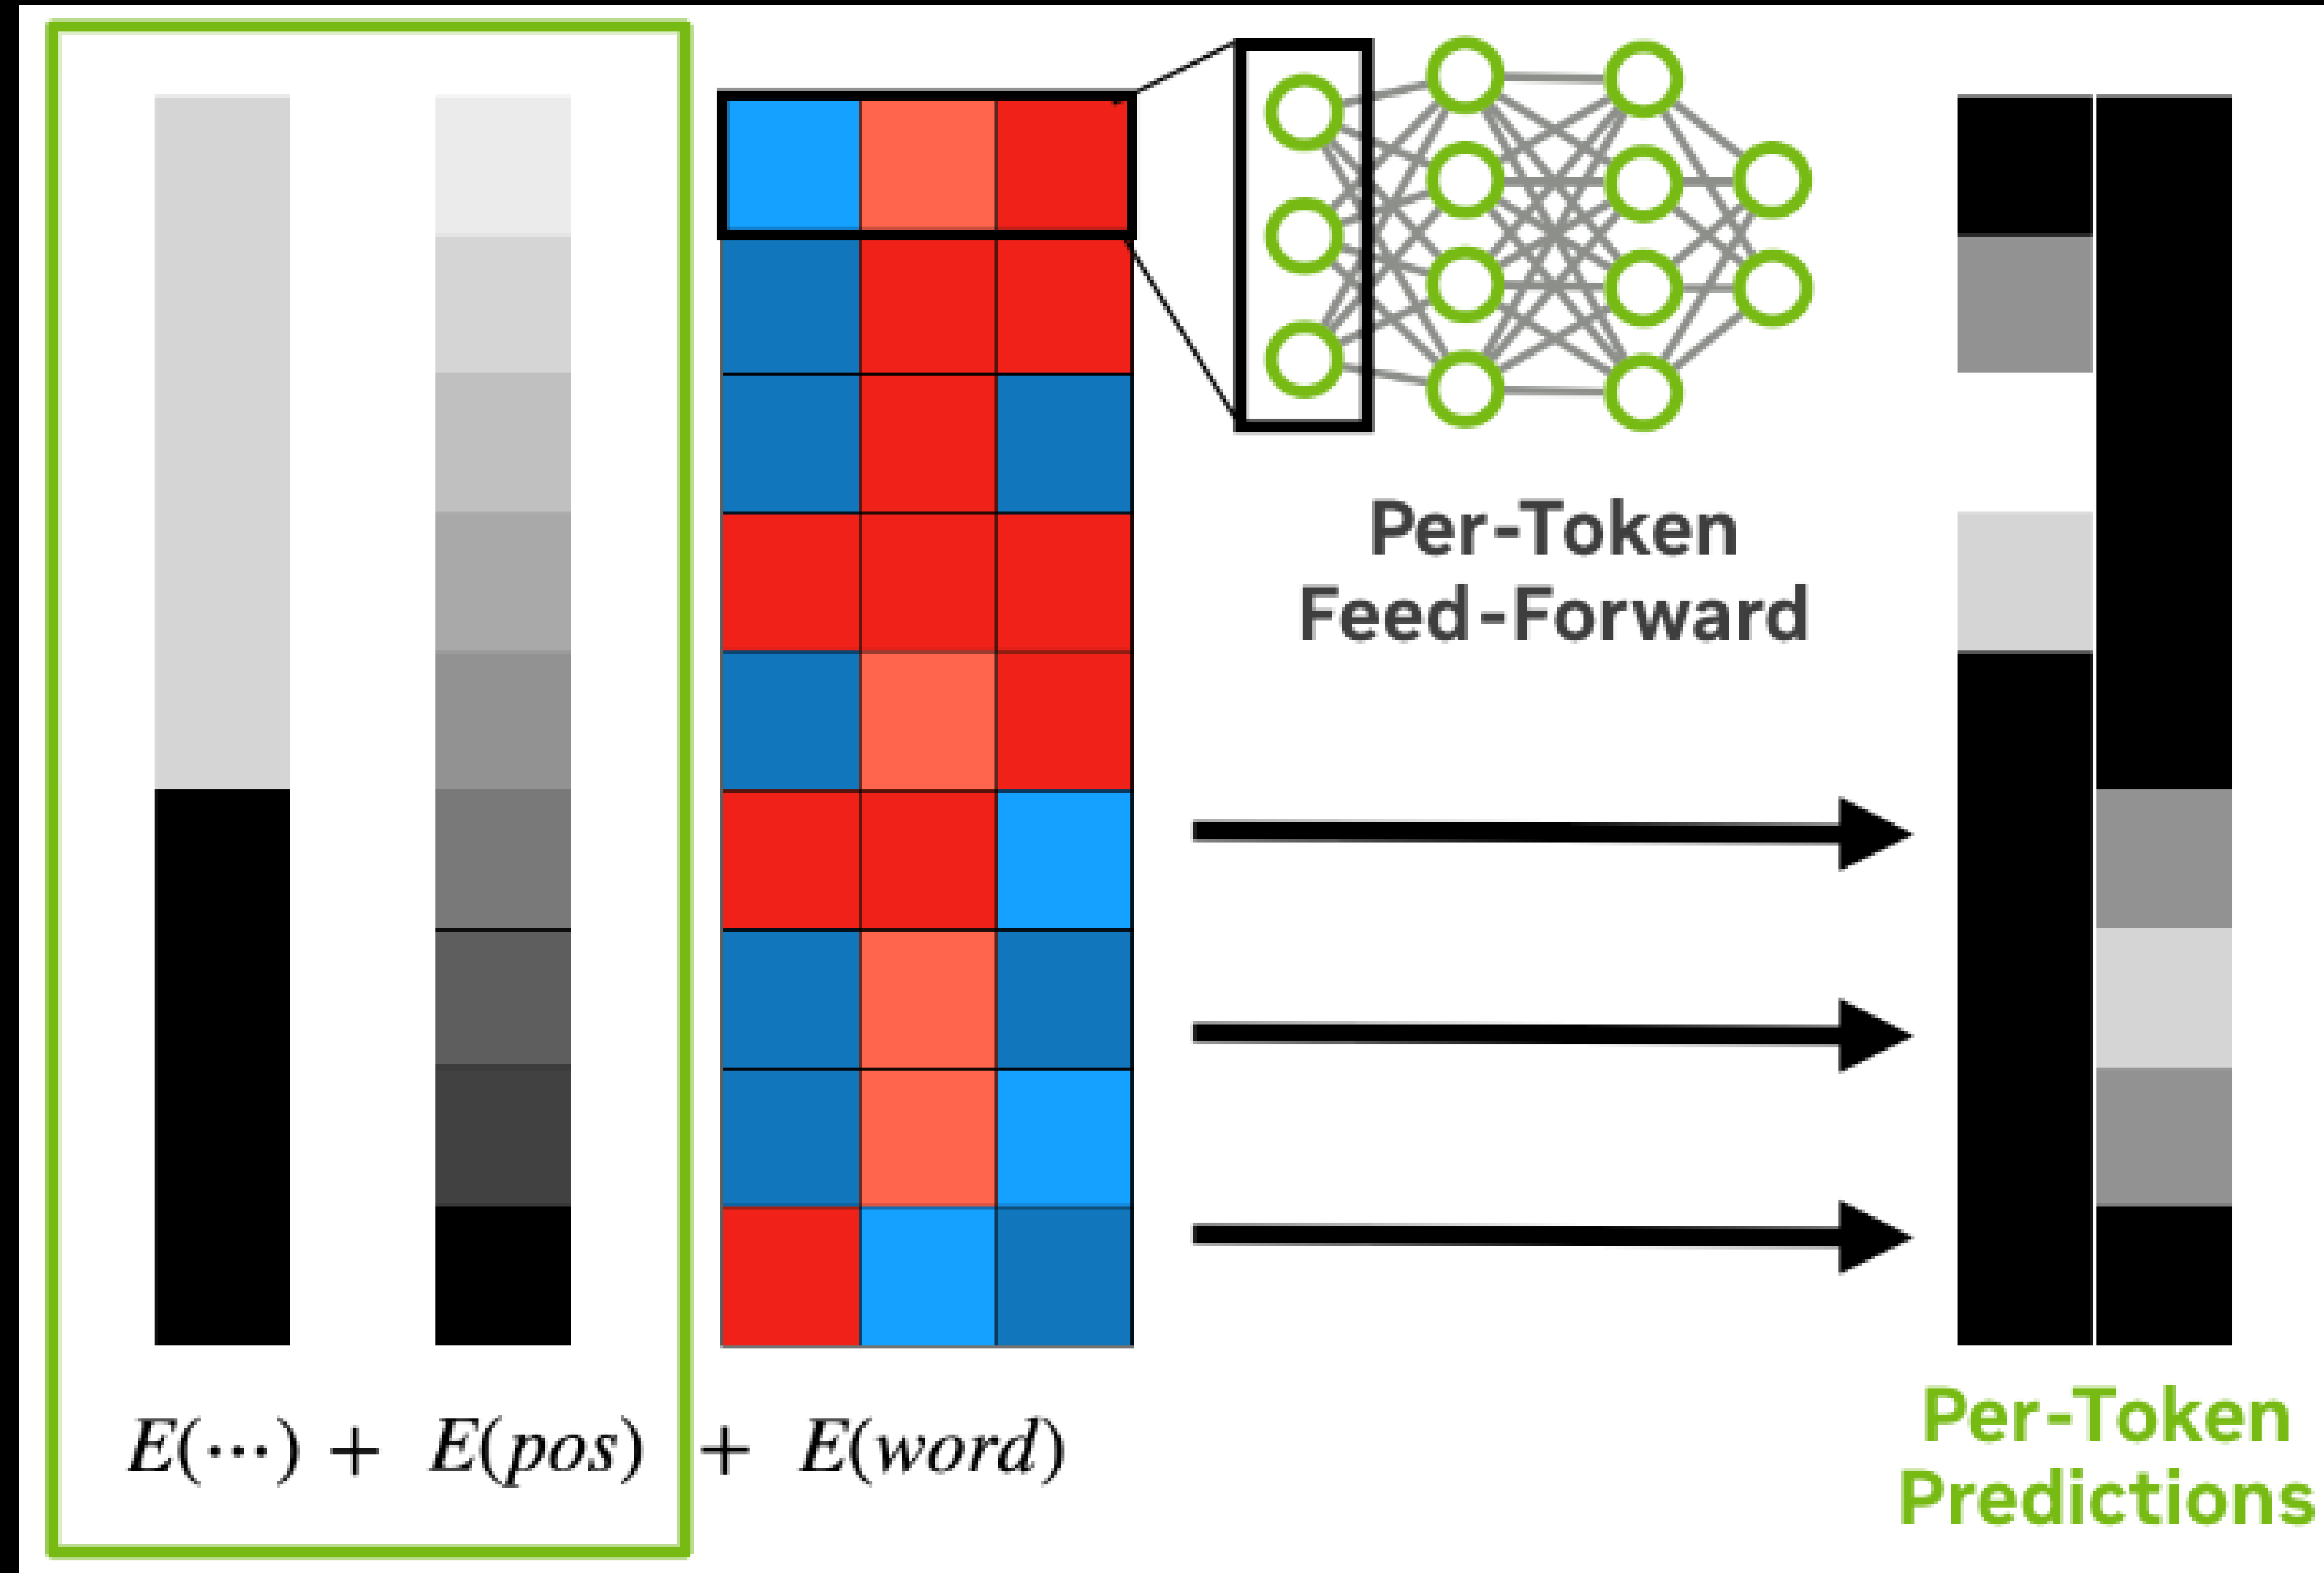 Per-Token
Feed-Forward
E(···) + E(pos) + E(word)
Per-Token
Predictions